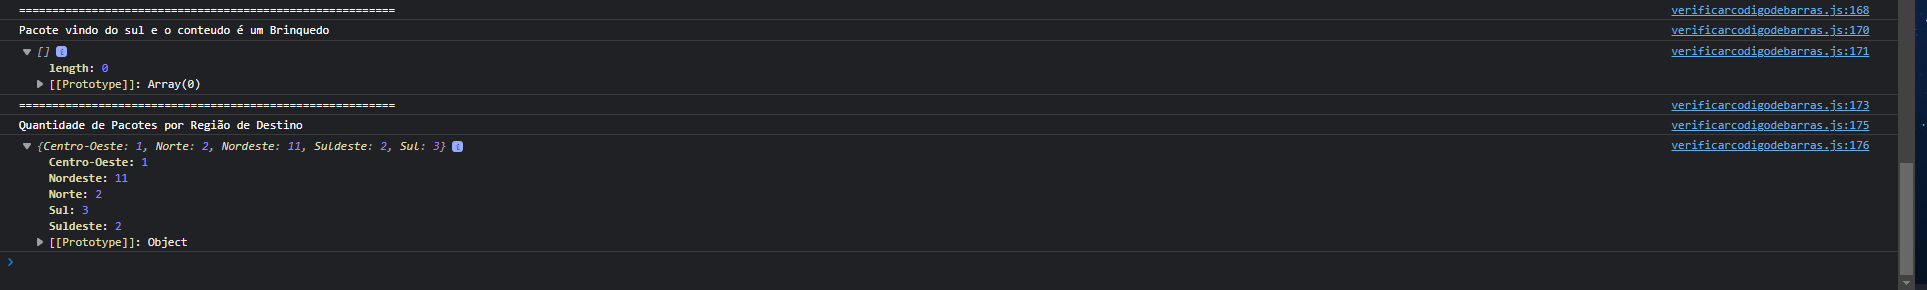 ========================================================= verificarcodigodebarras.js:168
Pacote vindo do sul e o conteudo é um Brinquedo verificarcodigodebarras.js:170
▼ [] i verificarcodigodebarras.js:171
length: 0
▶ [[Prototype]]: Array(0)
========================================================= verificarcodigodebarras.js:173
Quantidade de Pacotes por Região de Destino verificarcodigodebarras.js:175
▼ {Centro-Oeste: 1, Norte: 2, Nordeste: 11, Suldeste: 2, Sul: 3} i verificarcodigodebarras.js:176
Centro-Oeste: 1
Nordeste: 11
Norte: 2
Sul: 3
Suldeste: 2
▶ [[Prototype]]: Object
>